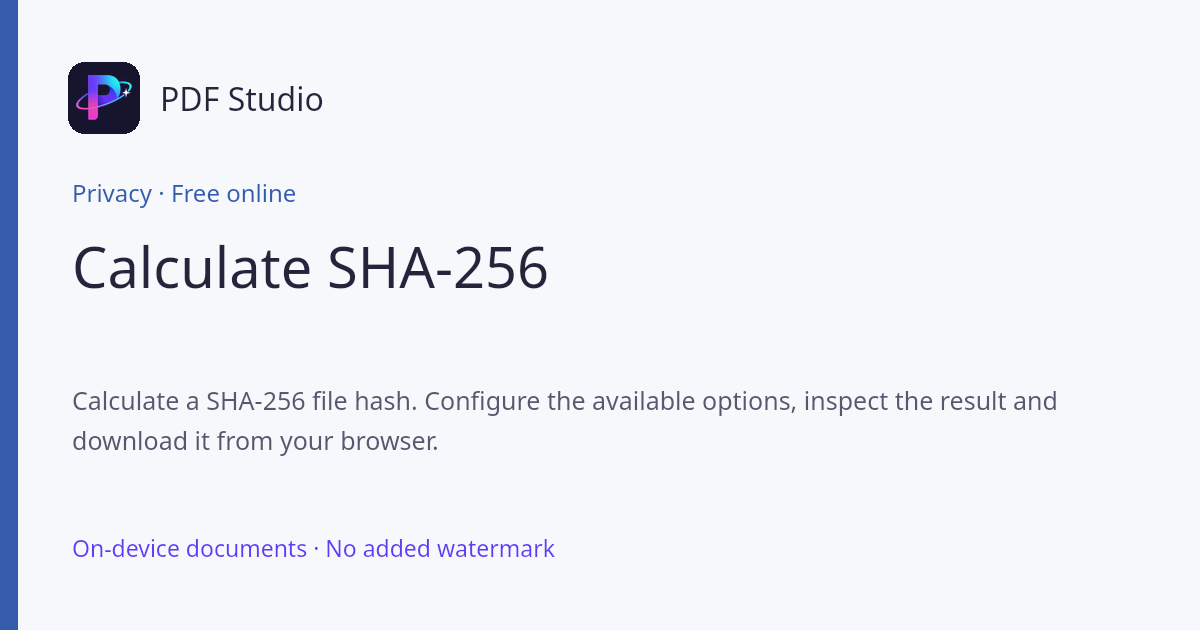 PDF Studio
Privacy · Free online
Calculate SHA-256
Calculate a SHA-256 file hash. Configure the available options, inspect the result and
download it from your browser.
On-device documents · No added watermark